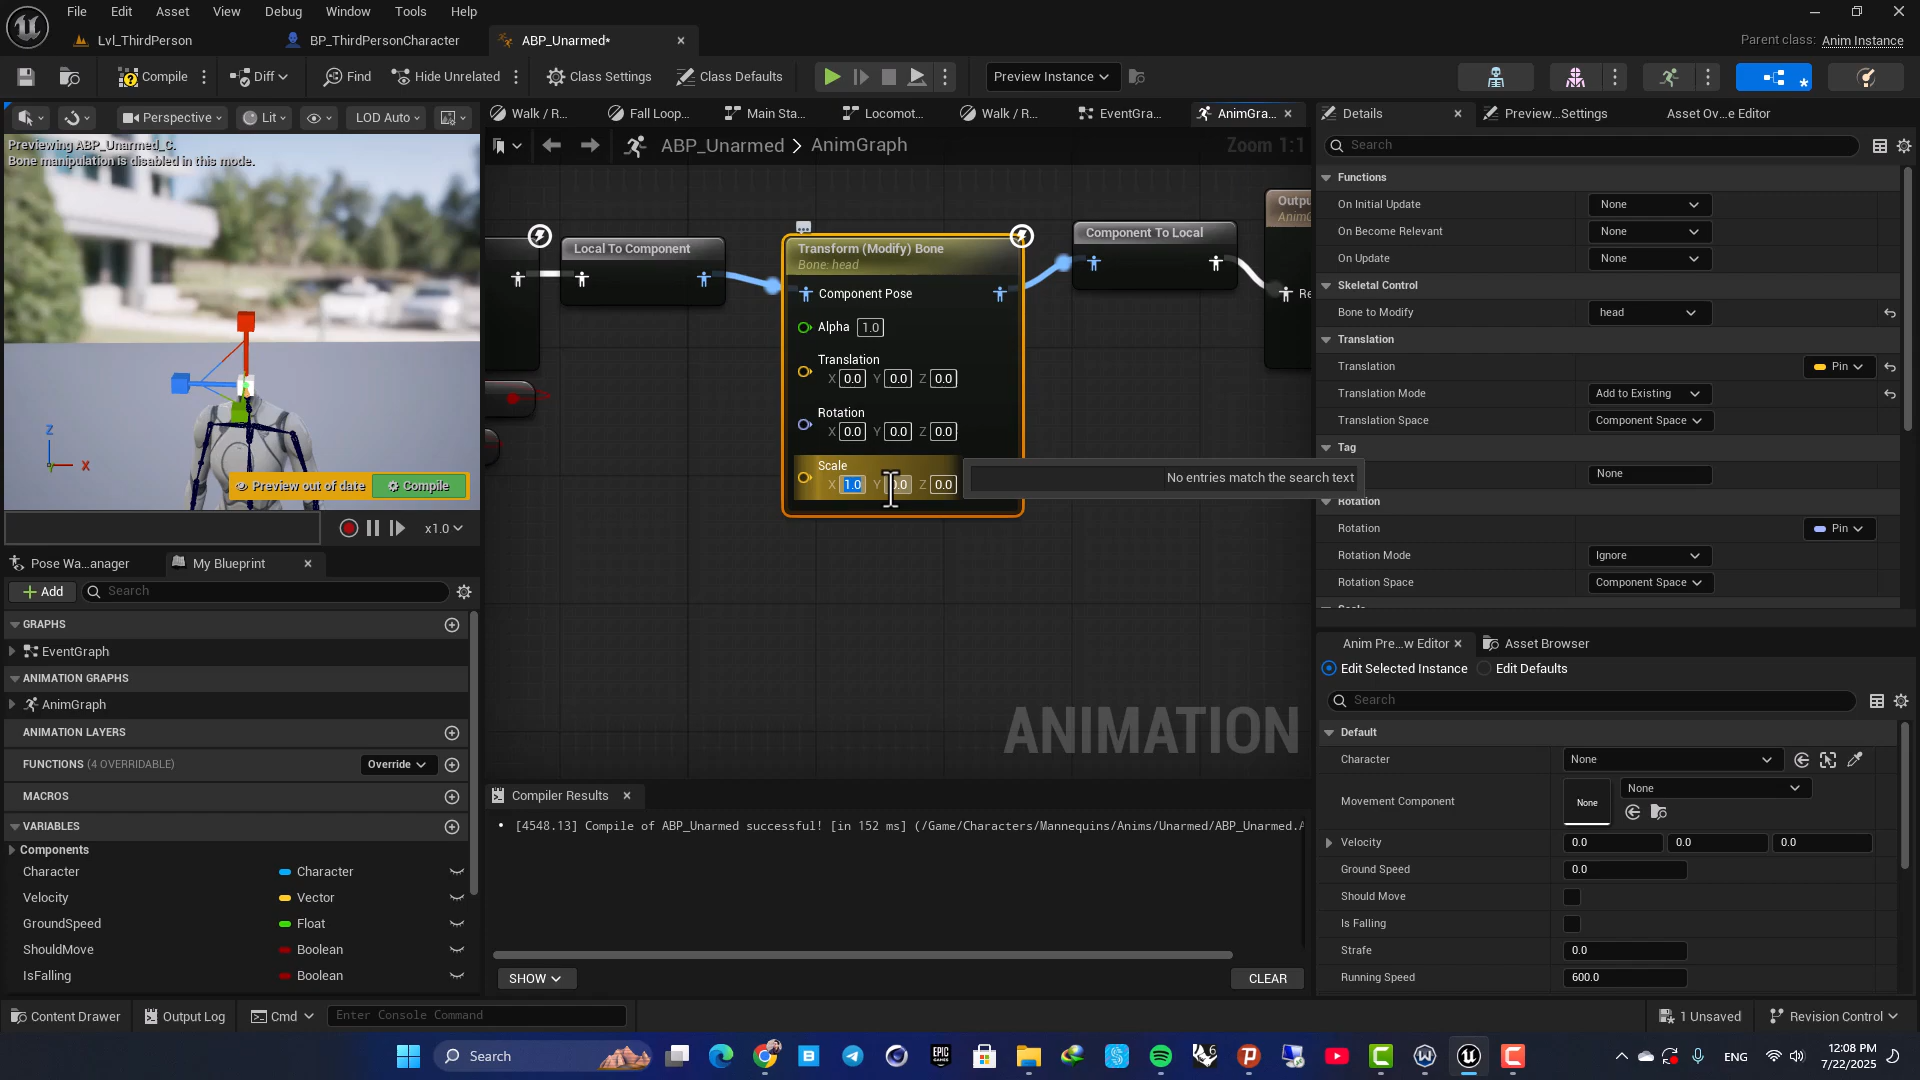 File Edit Asset View Debug Window Tools Help
Lvl_ThirdPerson BP_ThirdPersonCharacter ABP_Unarmed* Parent class: Anim Instance
Compile Diff Find Hide Unrelated Class Settings Class Defaults Preview Instance
Perspective Lit LOD Auto
Previewing ABP_Unarmed_C.
Bone manipulation is disabled in this mode.
Z
X
Preview out of date Compile
x1.0
Pose Wa...anager My Blueprint
Add Search
GRAPHS
EventGraph
ANIMATION GRAPHS
AnimGraph
ANIMATION LAYERS
FUNCTIONS (4 OVERRIDABLE) Override
MACROS
VARIABLES
Components
Character Character
Velocity Vector
GroundSpeed Float
ShouldMove Boolean
IsFalling Boolean
Walk / R... Fall Loop... Main Sta... Locomot... Walk / R... EventGra... AnimGra...
ABP_Unarmed > AnimGraph Zoom 1:1
Local To Component
Transform (Modify) Bone
Bone: head
Component Pose
Alpha 1.0
Translation
X 0.0 Y 0.0 Z 0.0
Rotation
X 0.0 Y 0.0 Z 0.0
Scale
X 1.0 Y 0.0 Z 0.0
No entries match the search text
Component To Local
Outpu
AnimG
Re
ANIMATION
Compiler Results
[4548.13] Compile of ABP_Unarmed successful! [in 152 ms] (/Game/Characters/Mannequins/Anims/Unarmed/ABP_Unarmed.A
SHOW CLEAR
Details Preview...Settings Asset Ov...e Editor
Search
Functions
On Initial Update None
On Become Relevant None
On Update None
Skeletal Control
Bone to Modify head
Translation
Translation Pin
Translation Mode Add to Existing
Translation Space Component Space
Tag
None
Rotation
Rotation Pin
Rotation Mode Ignore
Rotation Space Component Space
Scale
Anim Pre...w Editor Asset Browser
Edit Selected Instance Edit Defaults
Search
Default
Character None
Movement Component None None
Velocity 0.0 0.0 0.0
Ground Speed 0.0
Should Move
Is Falling
Strafe 0.0
Running Speed 600.0
Content Drawer Output Log Cmd Enter Console Command 1 Unsaved Revision Control
Search ENG 12:08 PM
7/22/2025